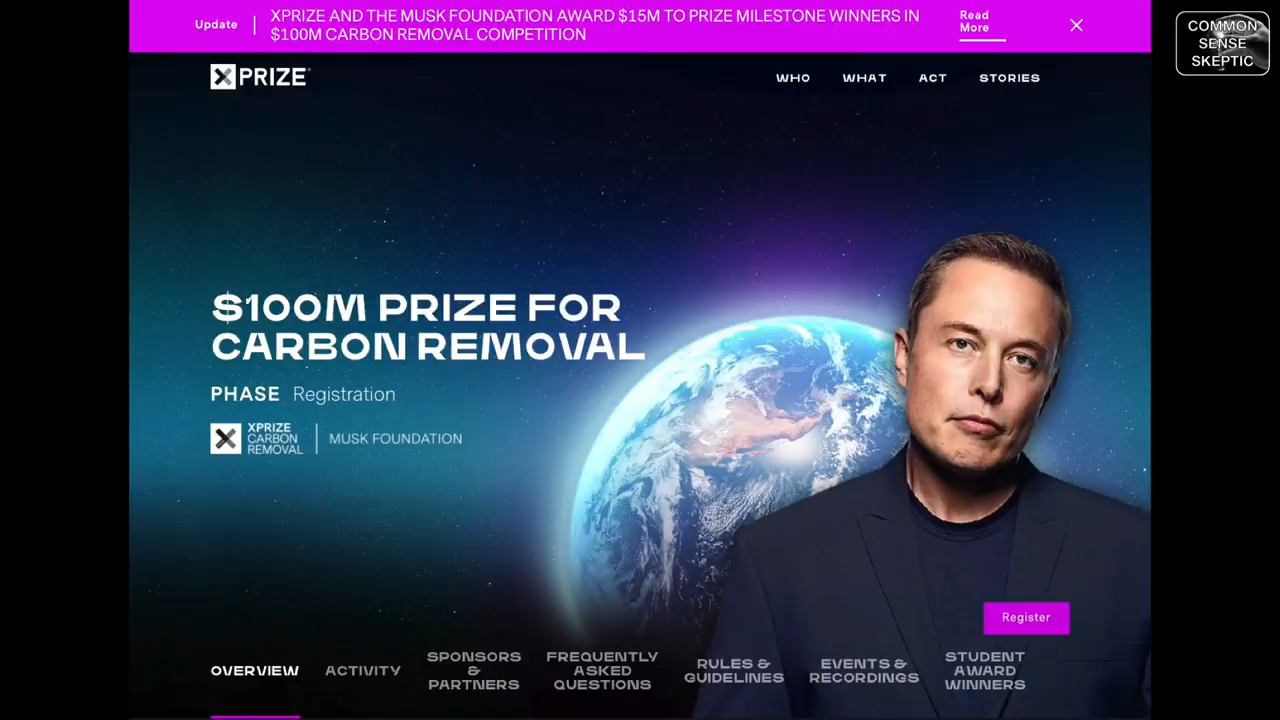 Update
XPRIZE AND THE MUSK FOUNDATION AWARD $15M TO PRIZE MILESTONE WINNERS IN
$100M CARBON REMOVAL COMPETITION
Read
More
COMMON
SENSE
SKEPTIC
XPRIZE
WHO
WHAT
ACT
STORIES
$100M PRIZE FOR
CARBON REMOVAL
PHASE Registration
X
XPRIZE
CARBON
REMOVAL
MUSK FOUNDATION
Register
OVERVIEW
ACTIVITY
SPONSORS
&
PARTNERS
FREQUENTLY
ASKED
QUESTIONS
RULES &
GUIDELINES
EVENTS &
RECORDINGS
STUDENT
AWARD
WINNERS